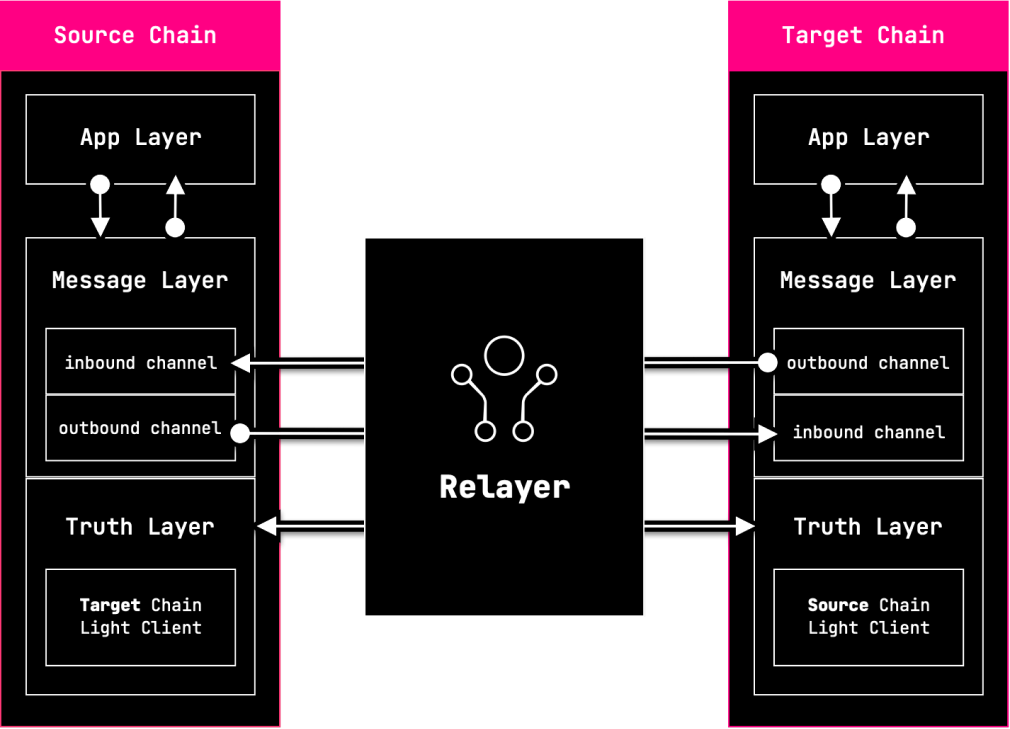 Source Chain
App Layer
Message Layer
inbound channel
outbound channel
Truth Layer
Target Chain
Light Client
Relayer
Target Chain
App Layer
Message Layer
outbound channel
inbound channel
Truth Layer
Source Chain
Light Client